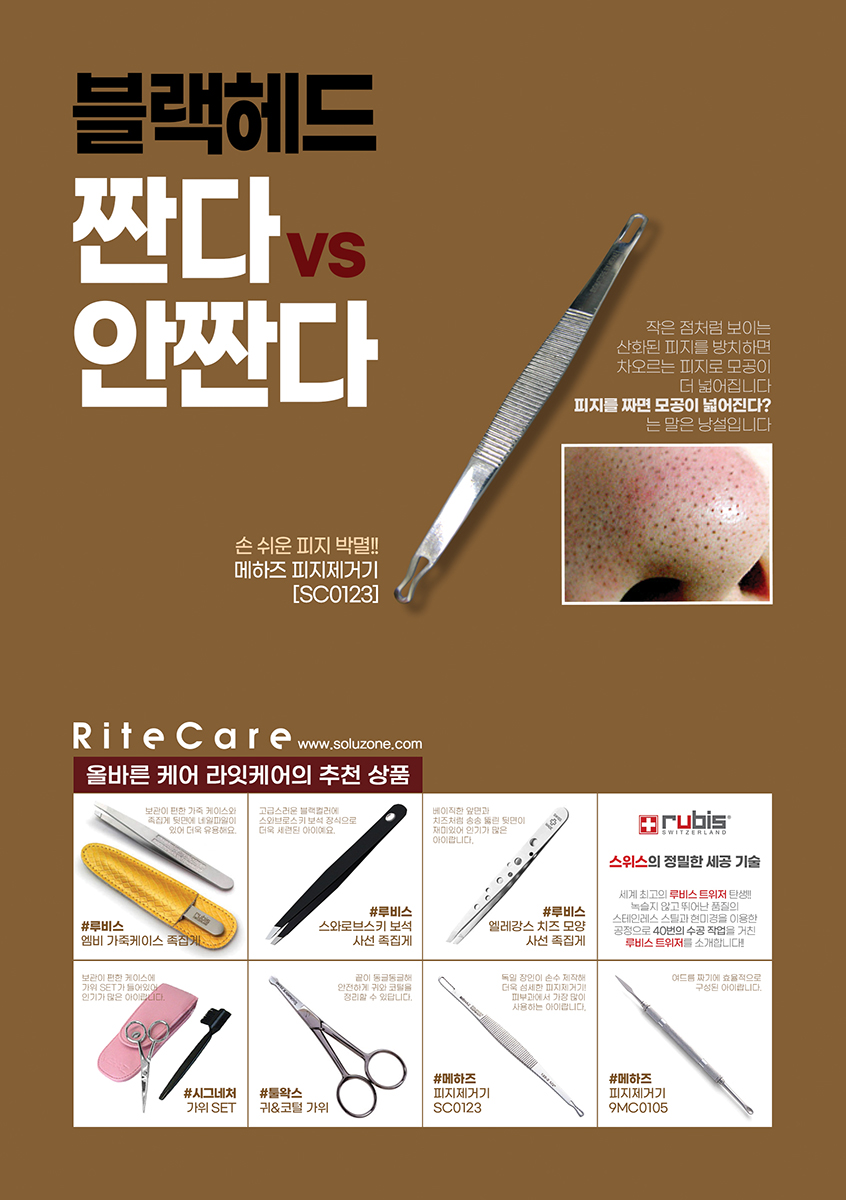 블랙헤드
짠다 vs
안짠다
작은 점처럼 보이는
산화된 피지를 방치하면
차오르는 피지로 모공이
더 넓어집니다
피지를 짜면 모공이 넓어진다?
는 말은 낭설입니다
손 쉬운 피지 박멸!!
메하즈 피지제거기
[SC0123]
RiteCare www.soluzone.com
올바른 케어 라잇케어의 추천 상품
보관이 편한 가죽 케이스와
족집게 뒷면에 네일파일이
있어 더욱 유용해요.
rubis
#루비스
엠비 가죽케이스 족집게
고급스러운 블랙컬러에
스와브로스키 보석 장식으로
더욱 세련된 아이예요.
#루비스
스와로브스키 보석
사선 족집게
베이직한 앞면과
치즈처럼 송송 뚫린 뒷면이
재미있어 인기가 많은
아이랍니다.
#루비스
엘레강스 치즈 모양
사선 족집게
rubis®
SWITZERLAND
스위스의 정밀한 세공 기술
세계 최고의 루비스 트위저 탄생!!
녹슬지 않고 뛰어난 품질의
스테인레스 스틸과 현미경을 이용한
공정으로 40번의 수공 작업을 거친
루비스 트위저를 소개합니다!!
보관이 편한 케이스에
가위 SET가 들어있어
인기가 많은 아이랍니다.
#시그네처
가위 SET
끝이 동글동글해
안전하게 귀와 코털을
정리할 수 있답니다.
#툴왁스
귀&코털 가위
독일 장인이 손수 제작해
더욱 섬세한 피지제거기!
피부과에서 가장 많이
사용하는 아이랍니다.
#메하즈
피지제거기
SC0123
여드름 짜기에 효율적으로
구성된 아이랍니다.
#메하즈
피지제거기
9MC0105